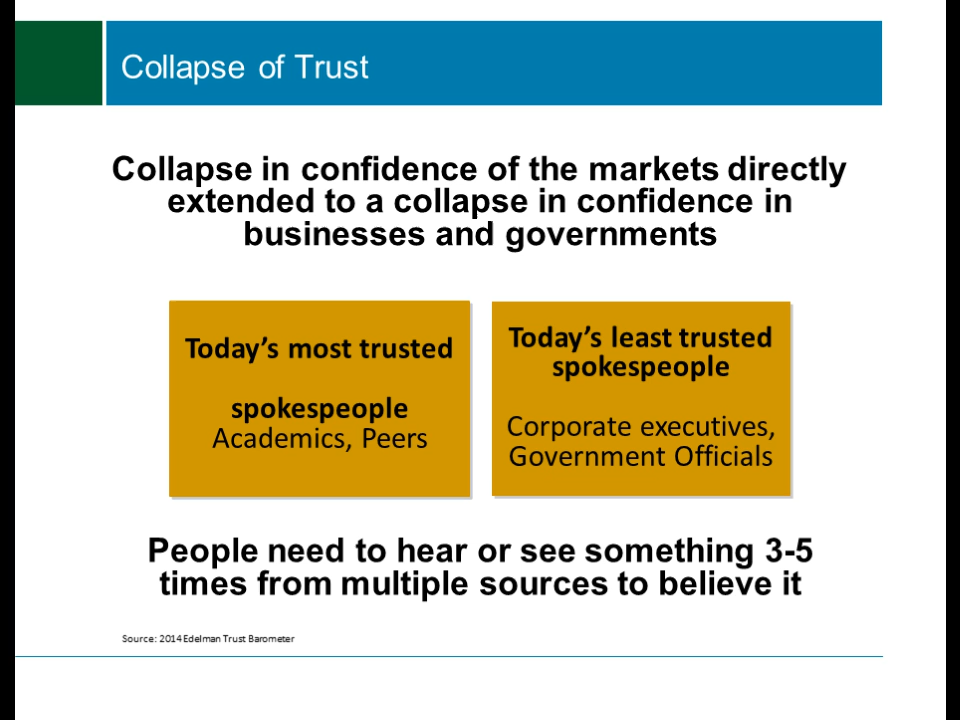 Collapse of Trust
Collapse in confidence of the markets directly
extended to a collapse in confidence in
businesses and governments
Today’s most trusted
spokespeople
Academics, Peers
Today’s least trusted
spokespeople
Corporate executives,
Government Officials
People need to hear or see something 3-5
times from multiple sources to believe it
Source: 2014 Edelman Trust Barometer